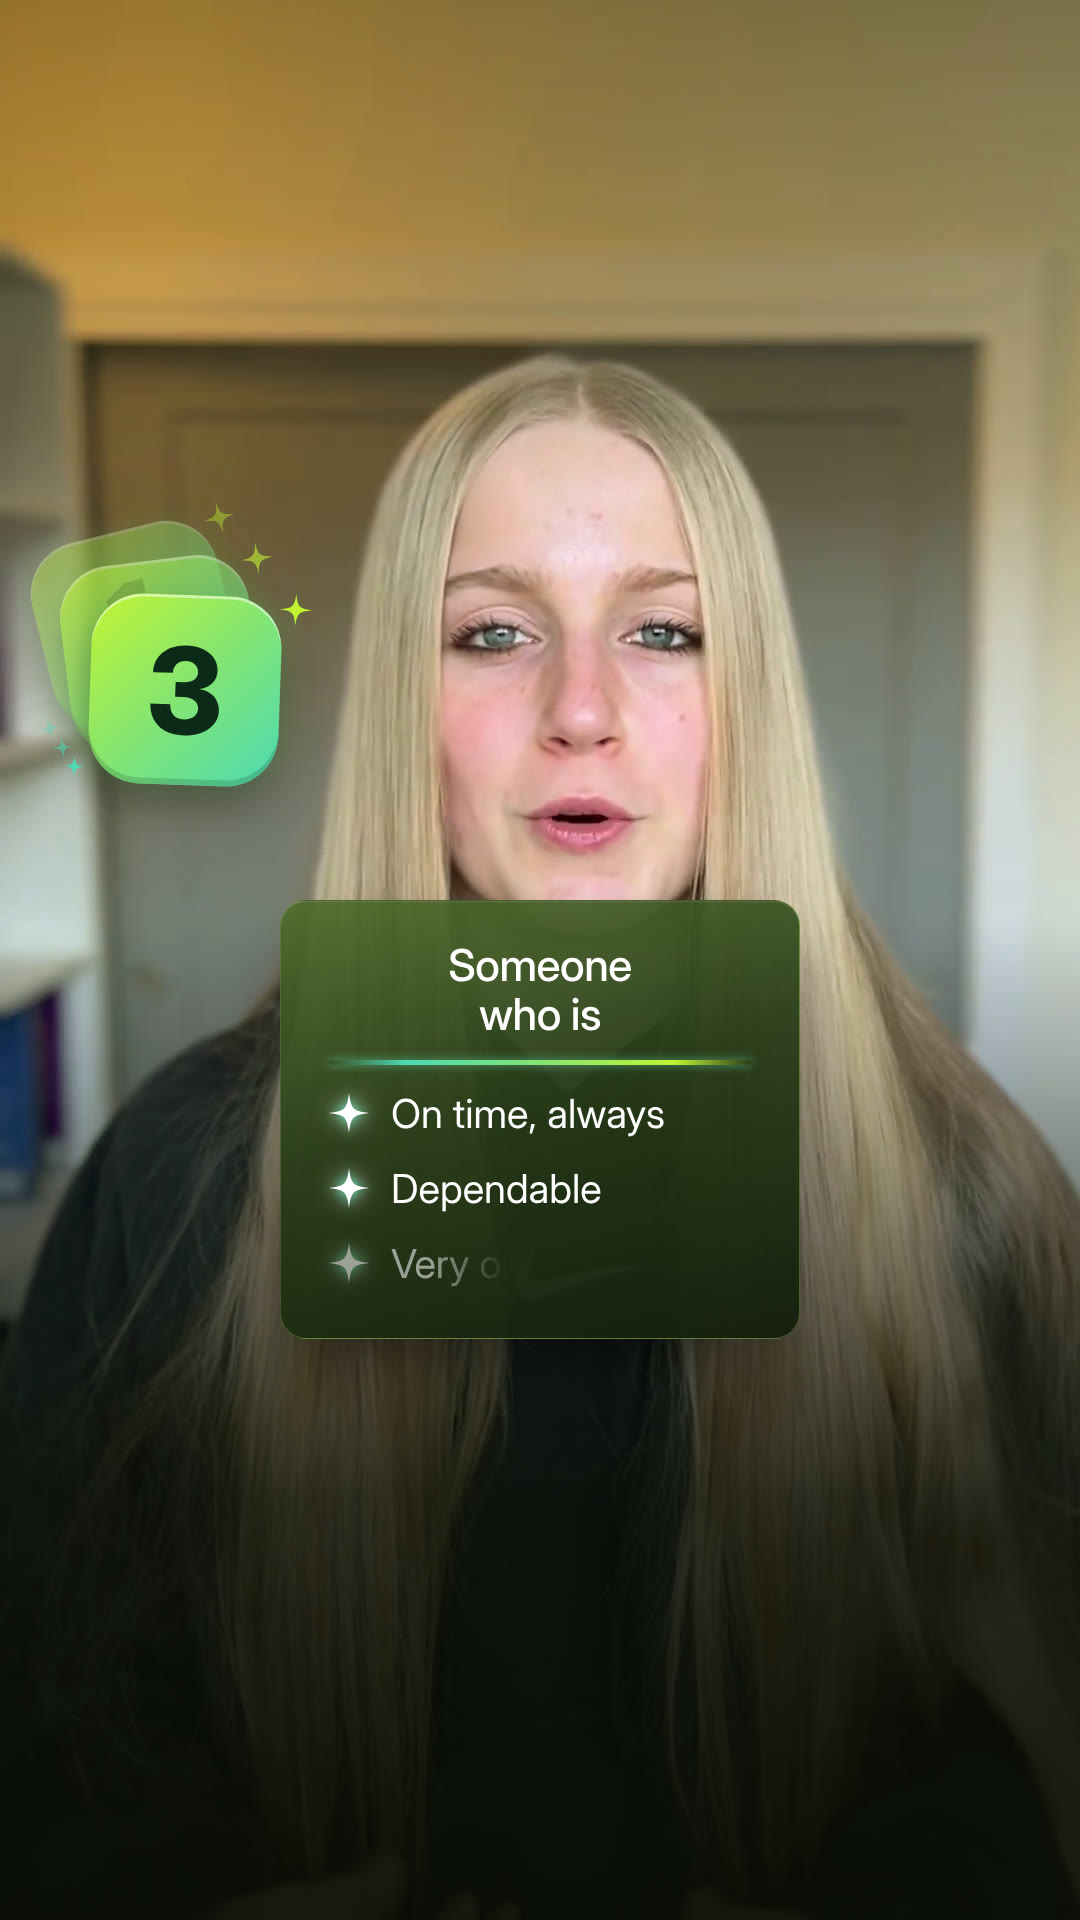 3
Someone
who is
On time, always
Dependable
Very o